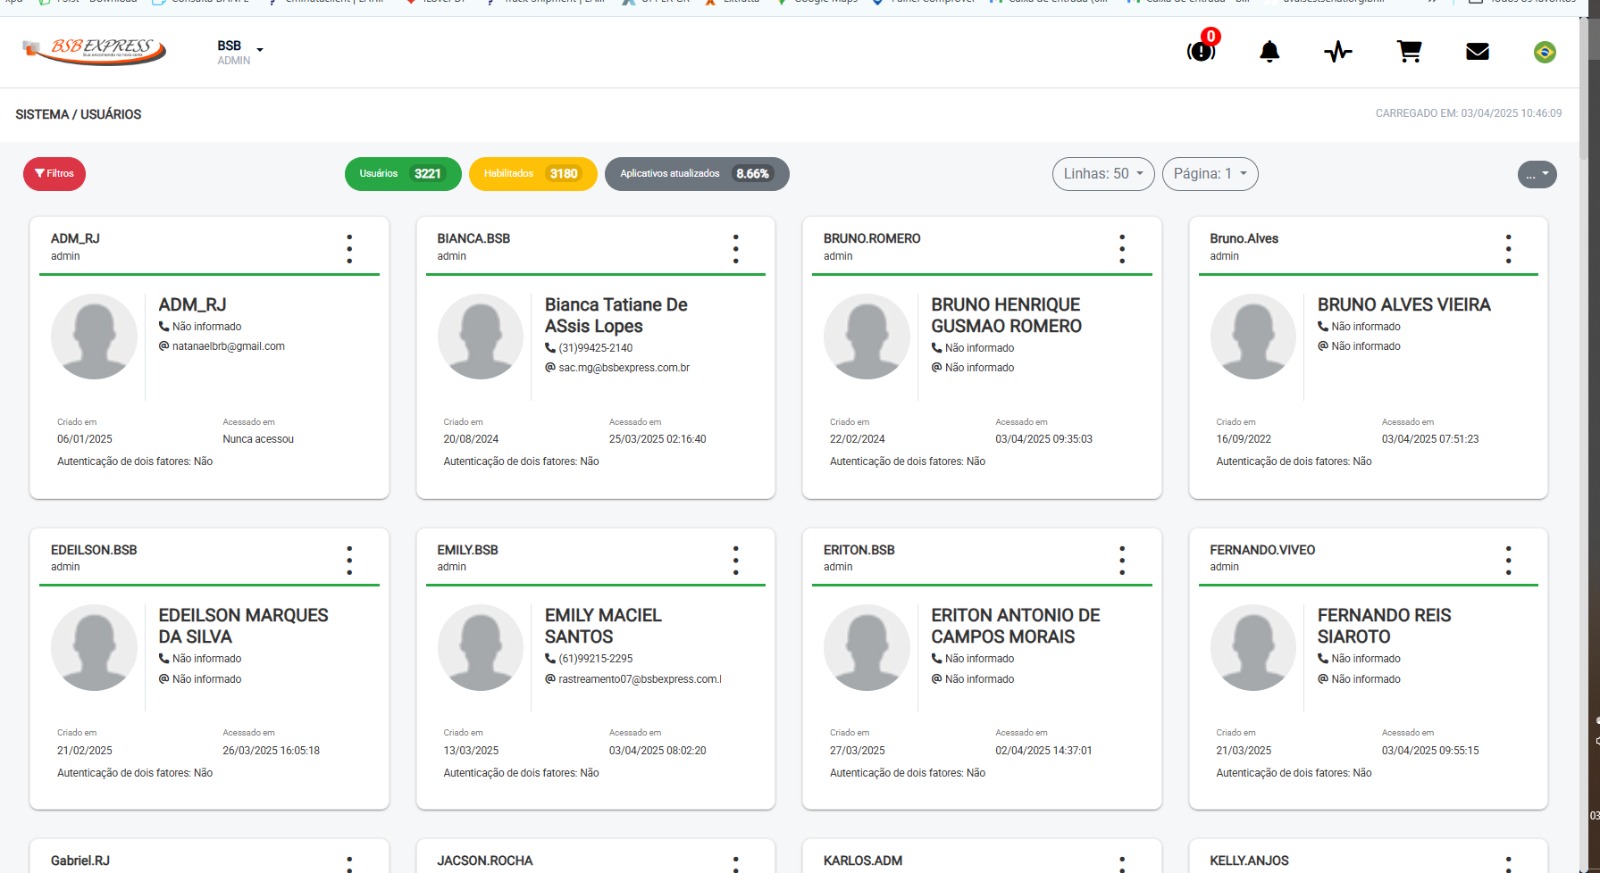 Download
Google Maps
BSB EXPRESS
BSB
ADMIN
0
SISTEMA / USUÁRIOS
CARREGADO EM: 03/04/2025 10:46:09
Filtros
Usuários 3221
Habilitados 3180
Aplicativos atualizados 8.66%
Linhas: 50
Página: 1
...
ADM_RJ
admin
ADM_RJ
Não informado
natanaelbrb@gmail.com
Criado em
Acessado em
06/01/2025
Nunca acessou
Autenticação de dois fatores: Não
BIANCA.BSB
admin
Bianca Tatiane De
ASsis Lopes
(31)99425-2140
sac.mg@bsbexpress.com.br
Criado em
Acessado em
20/08/2024
25/03/2025 02:16:40
Autenticação de dois fatores: Não
BRUNO.ROMERO
admin
BRUNO HENRIQUE
GUSMAO ROMERO
Não informado
Não informado
Criado em
Acessado em
22/02/2024
03/04/2025 09:35:03
Autenticação de dois fatores: Não
Bruno.Alves
admin
BRUNO ALVES VIEIRA
Não informado
Não informado
Criado em
Acessado em
16/09/2022
03/04/2025 07:51:23
Autenticação de dois fatores: Não
EDEILSON.BSB
admin
EDEILSON MARQUES
DA SILVA
Não informado
Não informado
Criado em
Acessado em
21/02/2025
26/03/2025 16:05:18
Autenticação de dois fatores: Não
EMILY.BSB
admin
EMILY MACIEL
SANTOS
(61)99215-2295
rastreamento07@bsbexpress.com.
Criado em
Acessado em
13/03/2025
03/04/2025 08:02:20
Autenticação de dois fatores: Não
ERITON.BSB
admin
ERITON ANTONIO DE
CAMPOS MORAIS
Não informado
Não informado
Criado em
Acessado em
27/03/2025
02/04/2025 14:37:01
Autenticação de dois fatores: Não
FERNANDO.VIVEO
admin
FERNANDO REIS
SIAROTO
Não informado
Não informado
Criado em
Acessado em
21/03/2025
03/04/2025 09:55:15
Autenticação de dois fatores: Não
Gabriel.RJ
JACSON.ROCHA
KARLOS.ADM
KELLY.ANJOS